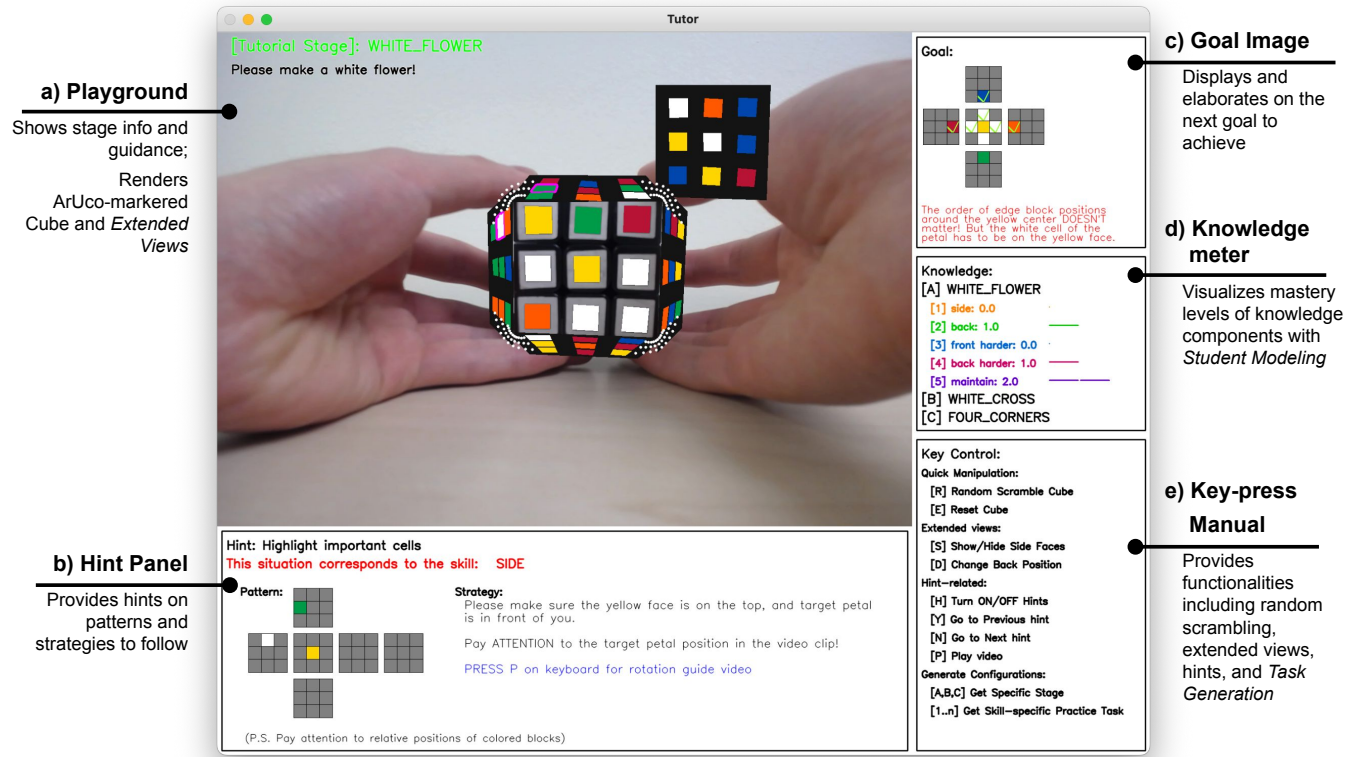 Tutor
a) Playground
Shows stage info and
guidance;
Renders
ArUco-markered
Cube and Extended
Views
b) Hint Panel
Provides hints on
patterns and
strategies to follow
[Tutorial Stage]: WHITE_FLOWER
Please make a white flower!
Hint: Highlight important cells
This situation corresponds to the skill: SIDE
Pattern:
Strategy:
Please make sure the yellow face is on the top, and target petal
is in front of you.
Pay ATTENTION to the target petal position in the video clip!
PRESS P on keyboard for rotation guide video
(P.S. Pay attention to relative positions of colored blocks)
Goal:
The order of edge block positions
around the yellow center DOESN'T
matter! But the white cell of the
petal has to be on the yellow face.
Knowledge:
[A] WHITE_FLOWER
[1] side: 0.0
[2] back: 1.0
[3] front harder: 0.0
[4] back harder: 1.0
[5] maintain: 2.0
[B] WHITE_CROSS
[C] FOUR_CORNERS
Key Control:
Quick Manipulation:
[R] Random Scramble Cube
[E] Reset Cube
Extended views:
[S] Show/Hide Side Faces
[D] Change Back Position
Hint-related:
[H] Turn ON/OFF Hints
[Y] Go to Previous hint
[N] Go to Next hint
[P] Play video
Generate Configurations:
[A,B,C] Get Specific Stage
[1..n] Get Skill-specific Practice Task
c) Goal Image
Displays and
elaborates on the
next goal to
achieve
d) Knowledge
meter
Visualizes mastery
levels of knowledge
components with
Student Modeling
e) Key-press
Manual
Provides
functionalities
including random
scrambling,
extended views,
hints, and Task
Generation